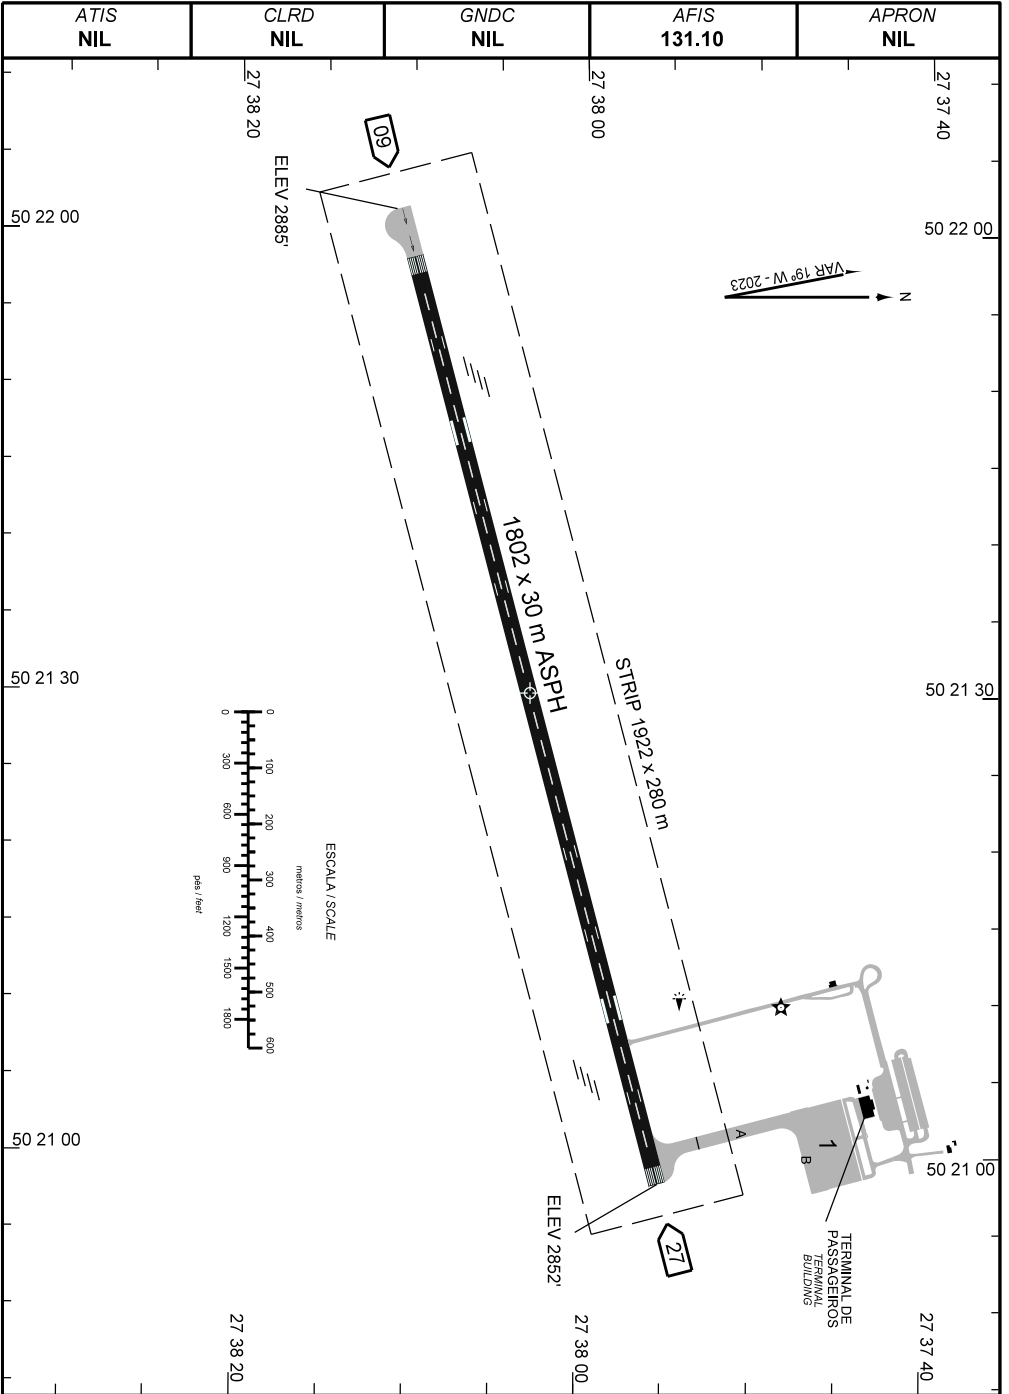 ATIS
NIL
CLRD
NIL
GNDC
NIL
AFIS
131.10
APRON
NIL
27 38 20
27 38 00
27 37 40
09
ELEV 2885'
50 22 00
50 22 00
VAR 19° W - 2023
N
1802 x 30 m ASPH
STRIP 1922 x 280 m
50 21 30
50 21 30
ESCALA / SCALE
metros / metros
0 100 200 300 400 500 600
0 300 600 900 1200 1500 1800
pés / feet
50 21 00
50 21 00
A
1
B
TERMINAL DE
PASSAGEIROS
TERMINAL
BUILDING
ELEV 2852'
27
27 38 20
27 38 00
27 37 40